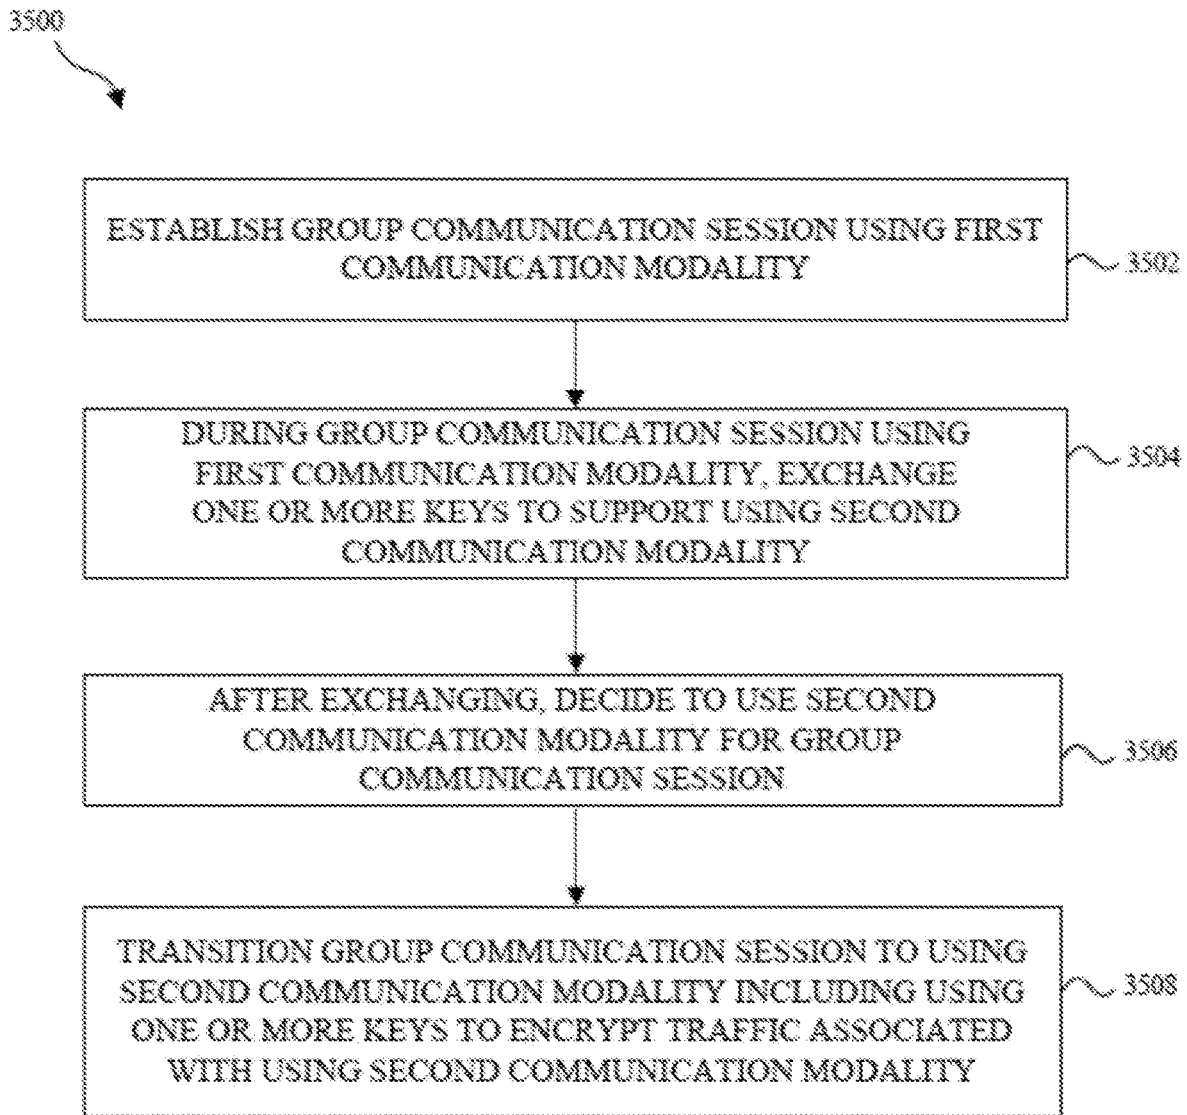 3500
ESTABLISH GROUP COMMUNICATION SESSION USING FIRST
COMMUNICATION MODALITY
3502
DURING GROUP COMMUNICATION SESSION USING
FIRST COMMUNICATION MODALITY, EXCHANGE
ONE OR MORE KEYS TO SUPPORT USING SECOND
COMMUNICATION MODALITY
3504
AFTER EXCHANGING, DECIDE TO USE SECOND
COMMUNICATION MODALITY FOR GROUP
COMMUNICATION SESSION
3506
TRANSITION GROUP COMMUNICATION SESSION TO USING
SECOND COMMUNICATION MODALITY INCLUDING USING
ONE OR MORE KEYS TO ENCRYPT TRAFFIC ASSOCIATED
WITH USING SECOND COMMUNICATION MODALITY
3508